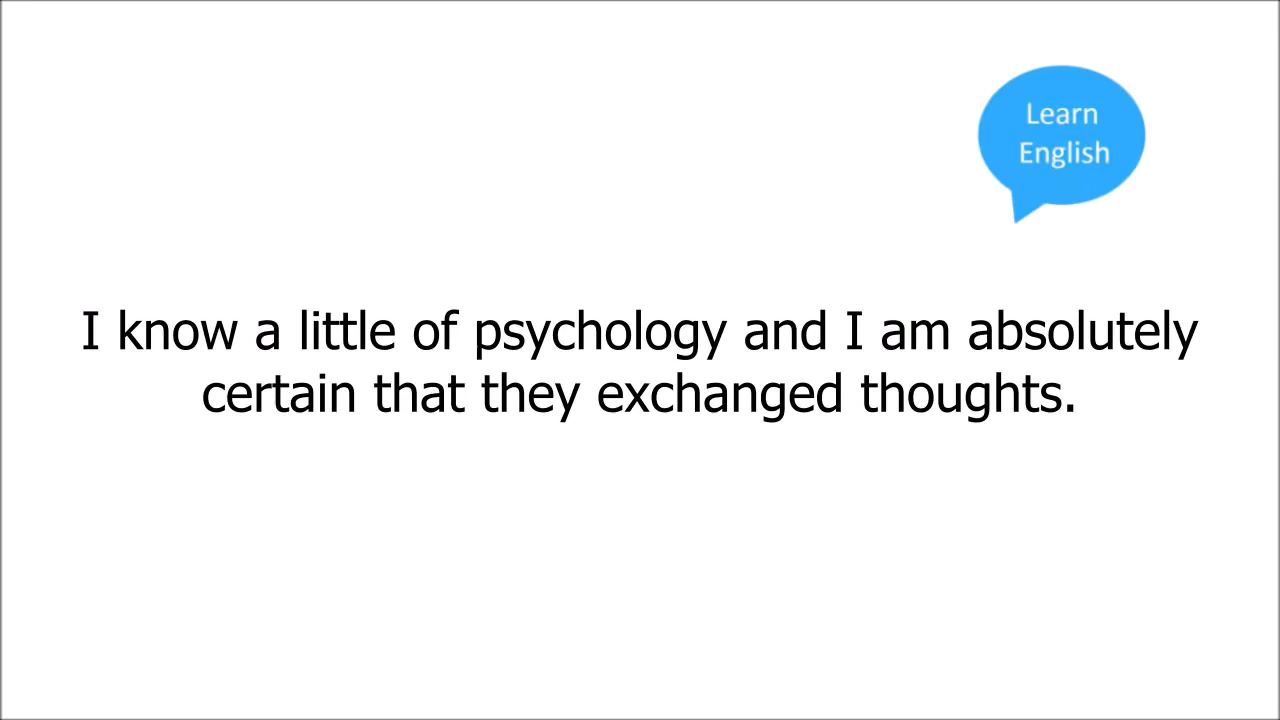 Learn
English
I know a little of psychology and I am absolutely
certain that they exchanged thoughts.